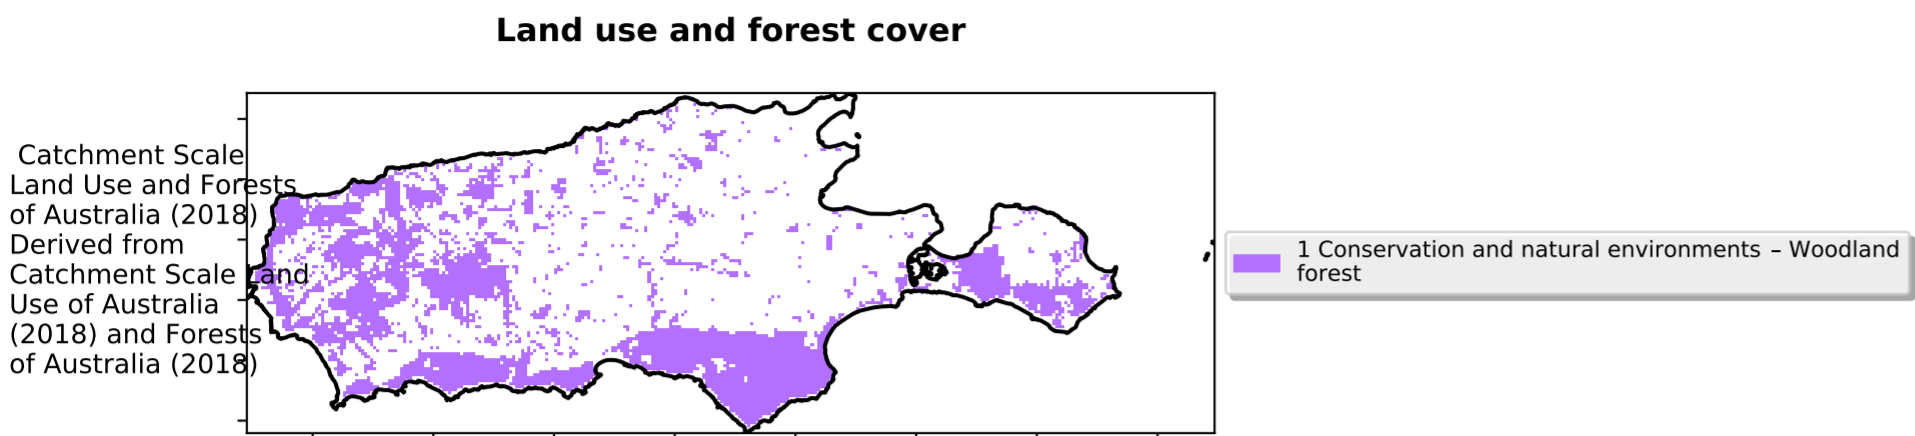 Land use and forest cover
Catchment Scale
Land Use and Forests
of Australia (2018)
Derived from
Catchment Scale Land
Use of Australia
(2018) and Forests
of Australia (2018)
1 Conservation and natural environments – Woodland
forest